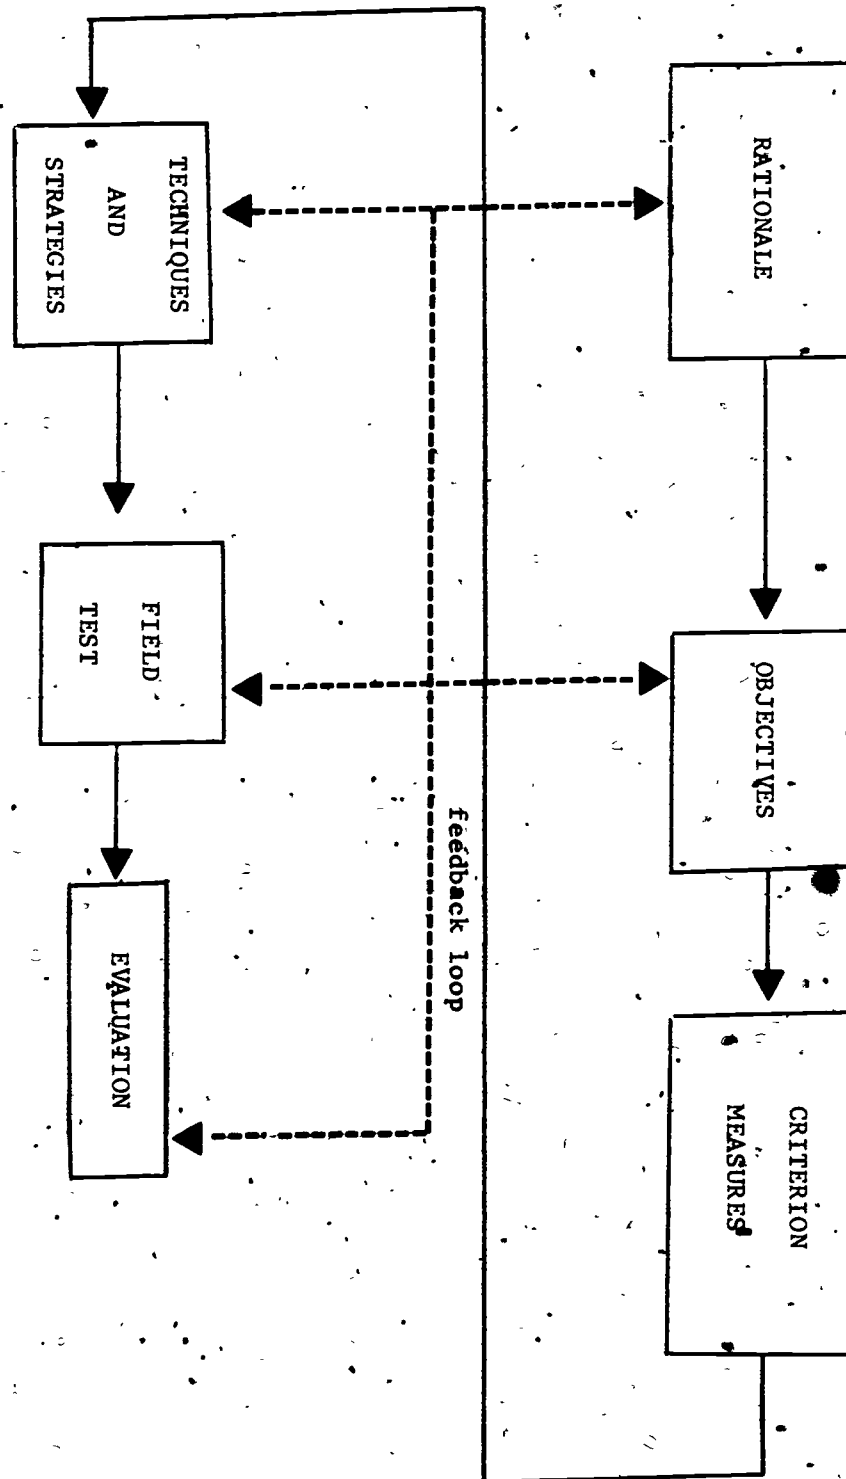 RATIONALE
OBJECTIVES
CRITERION
MEASURES
feedback loop
TECHNIQUES
AND
STRATEGIES
FIELD
TEST
EVALUATION